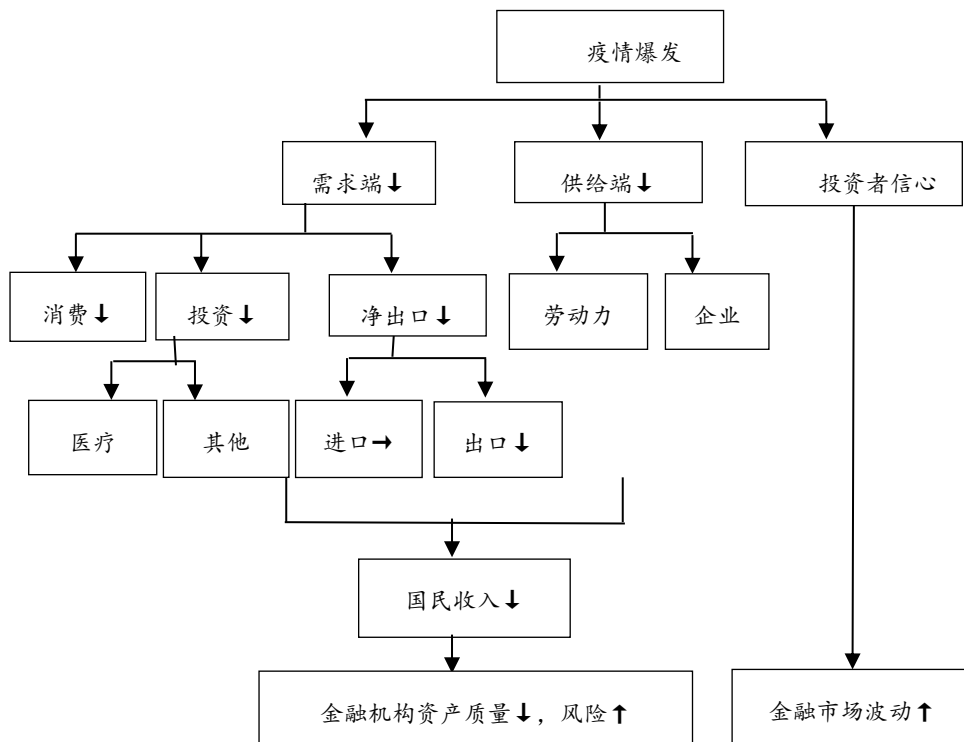 疫情爆发
需求端↓
供给端↓
投资者信心
消费↓
投资↓
净出口↓
劳动力
企业
医疗
其他
进口→
出口↓
国民收入↓
金融机构资产质量↓，风险↑
金融市场波动↑